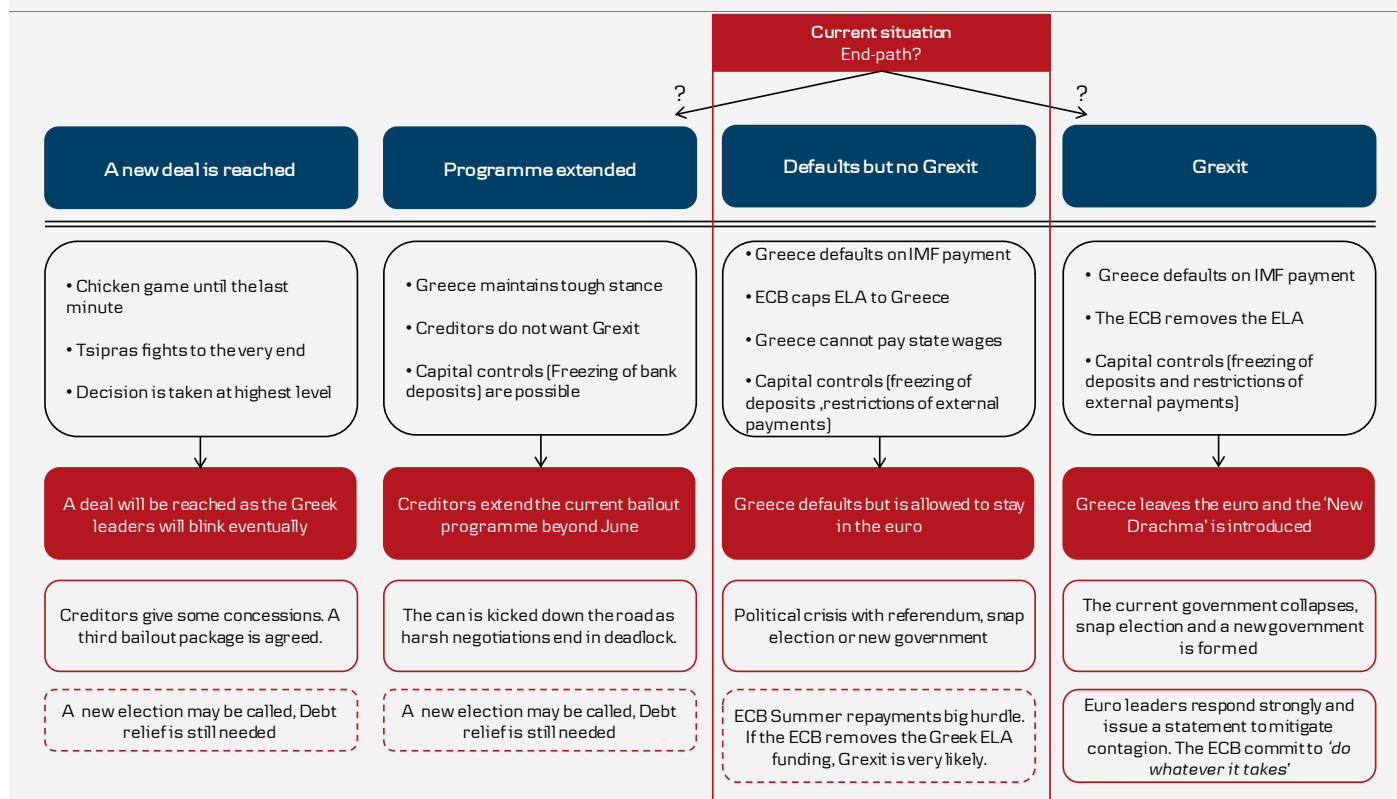 Current situation
End-path?
?
?
A new deal is reached
Programme extended
Defaults but no Grexit
Grexit
• Chicken game until the last
minute
• Tsipras fights to the very end
• Decision is taken at highest level
• Greece maintains tough stance
• Creditors do not want Grexit
• Capital controls (Freezing of bank
deposits) are possible
• Greece defaults on IMF payment
• ECB caps ELA to Greece
• Greece cannot pay state wages
• Capital controls (freezing of
deposits ,restrictions of external
payments)
• Greece defaults on IMF payment
• The ECB removes the ELA
• Capital controls (freezing of
deposits and restrictions of
external payments)
A deal will be reached as the Greek
leaders will blink eventually
Creditors extend the current bailout
programme beyond June
Greece defaults but is allowed to stay
in the euro
Greece leaves the euro and the ‘New
Drachma’ is introduced
Creditors give some concessions. A
third bailout package is agreed.
The can is kicked down the road as
harsh negotiations end in deadlock.
Political crisis with referendum, snap
election or new government
The current government collapses,
snap election and a new government
is formed
A new election may be called, Debt
relief is still needed
A new election may be called, Debt
relief is still needed
ECB Summer repayments big hurdle.
If the ECB removes the Greek ELA
funding, Grexit is very likely.
Euro leaders respond strongly and
issue a statement to mitigate
contagion. The ECB commit to ‘do
whatever it takes’